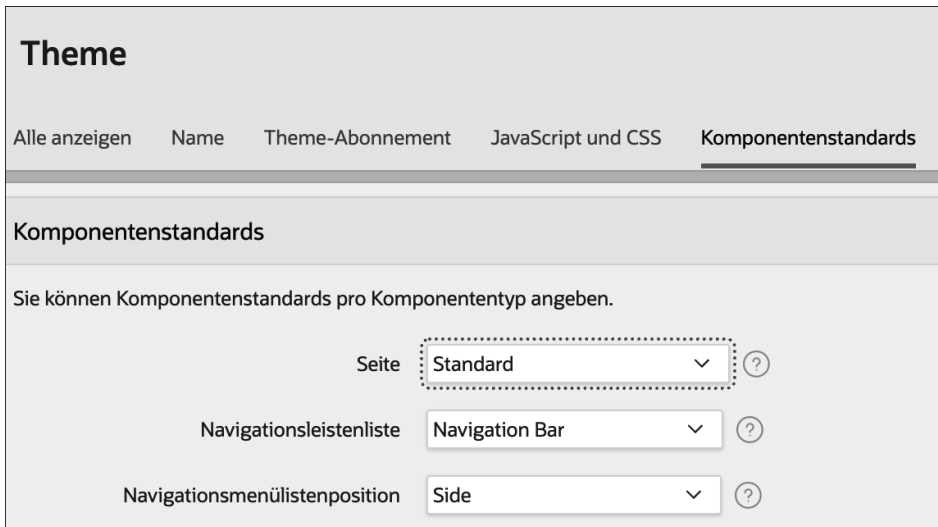 Theme
Alle anzeigen Name Theme-Abonnement JavaScript und CSS Komponentenstandards
Komponentenstandards
Sie können Komponentenstandards pro Komponententyp angeben.
Seite Standard ?
Navigationsleistenliste Navigation Bar ?
Navigationsmenülistenposition Side ?